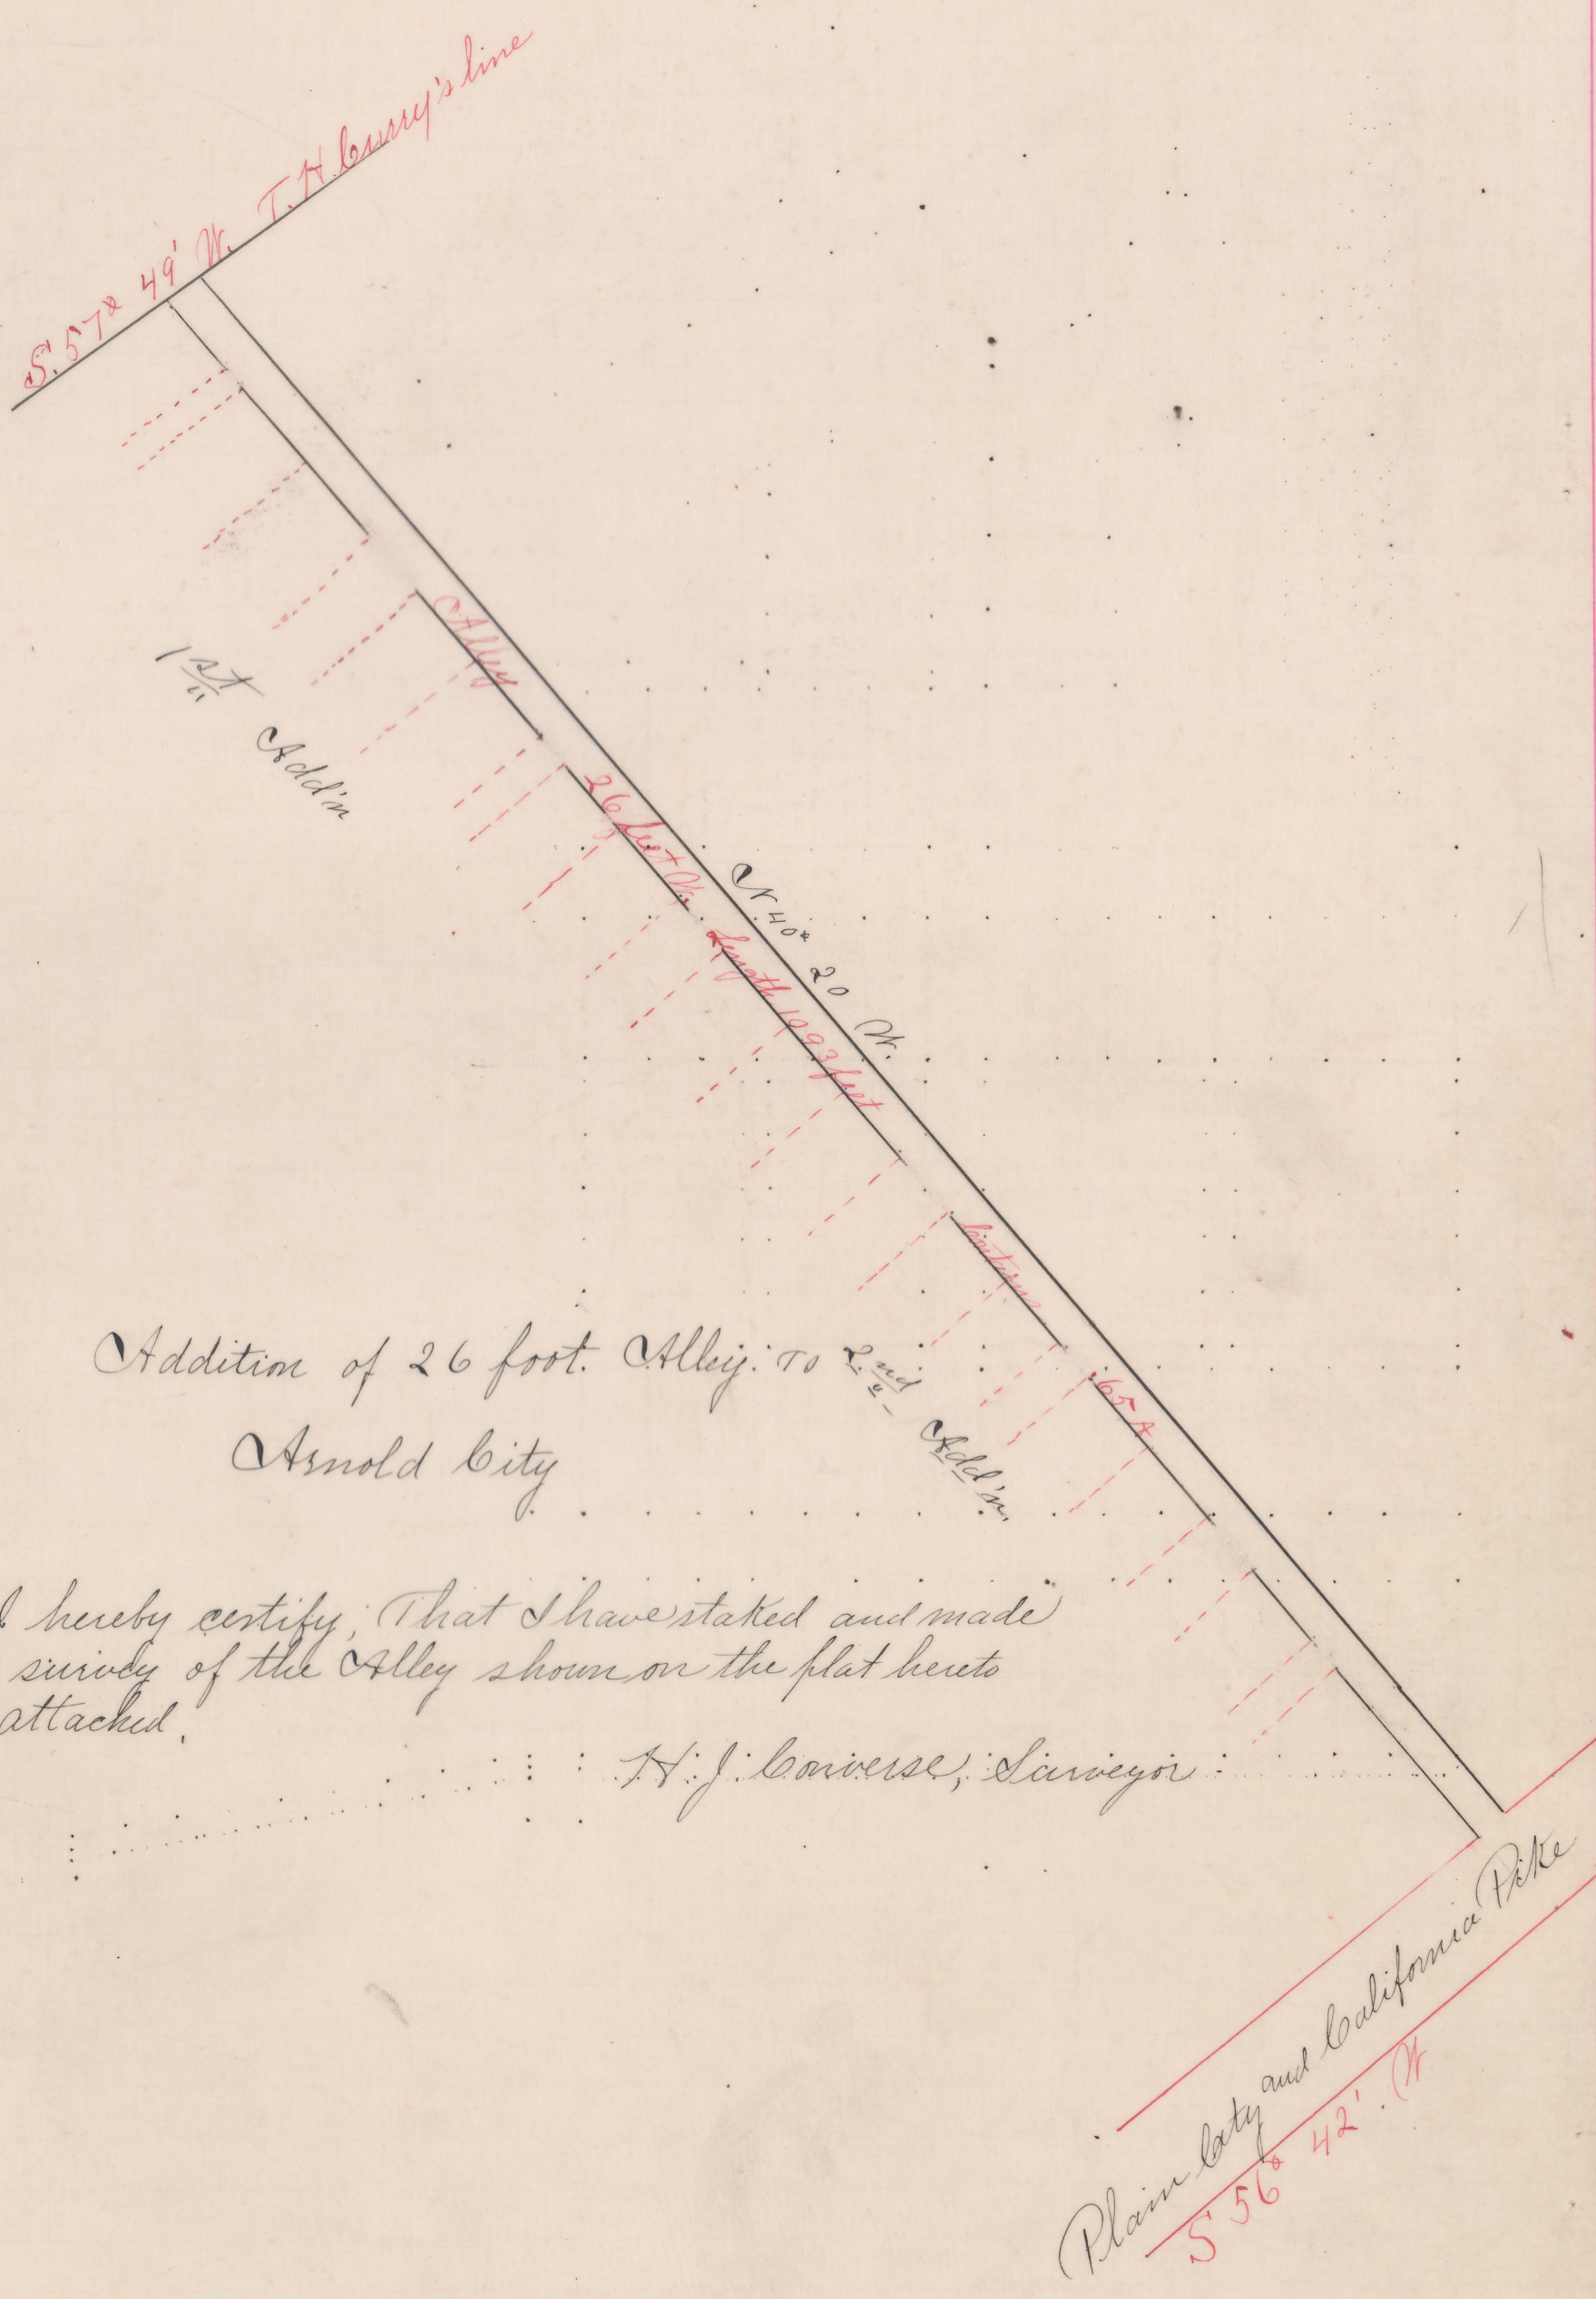 T. H. Curry's line
S. 57° 49' W.
Alley
26 feet W. Length 1993 feet
65 A
N 40° 20 W.
1st Add'n
2nd Add'n.
Addition of 26 foot. Alley: To
Arnold City
I hereby certify; That I have staked and made
survey of the Alley shown on the plat hereto
attached.
H. J. Converse, Surveyor
Plain City and California Pike
S 56° 42'. W